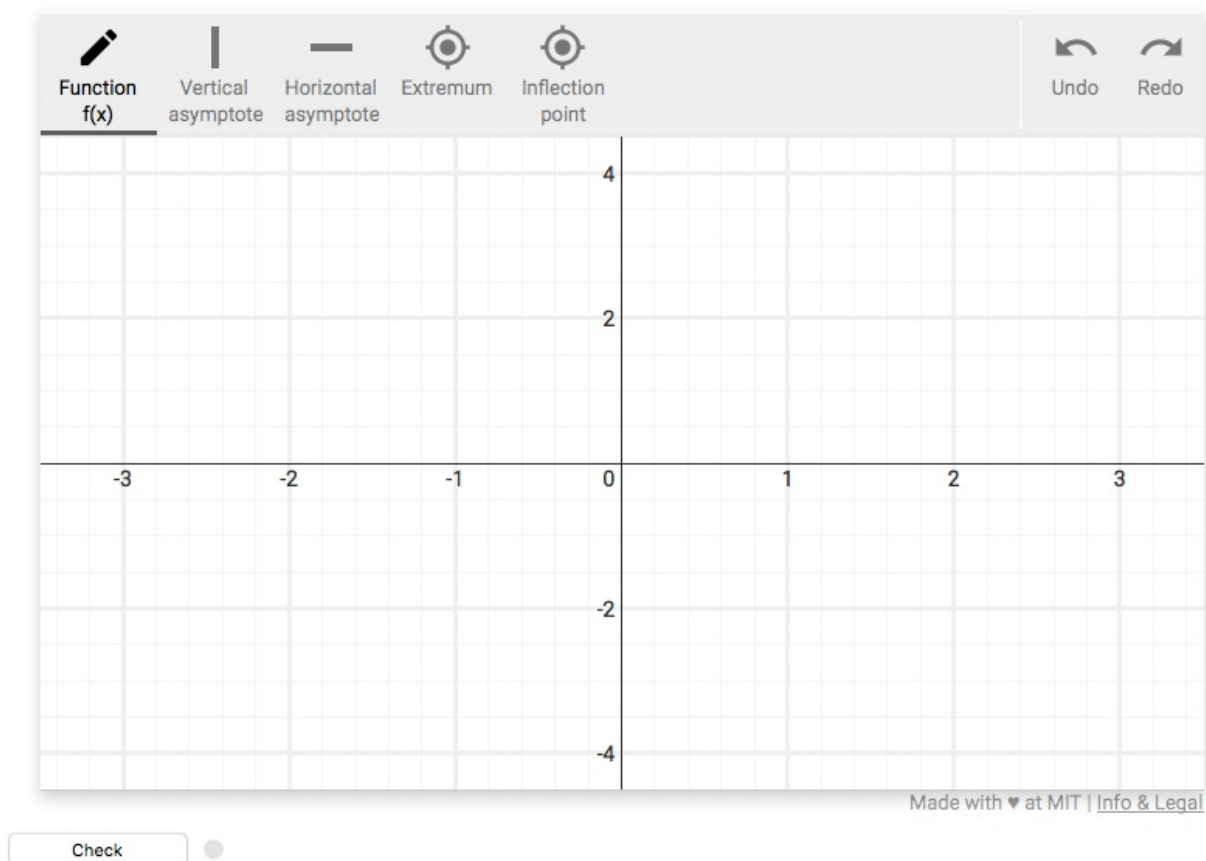 Function
f(x)
Vertical
asymptote
Horizontal
asymptote
Extremum
Inflection
point
Undo
Redo
4
2
-3 -2 -1 0 1 2 3
-2
-4
Made with ♥ at MIT | Info & Legal
Check